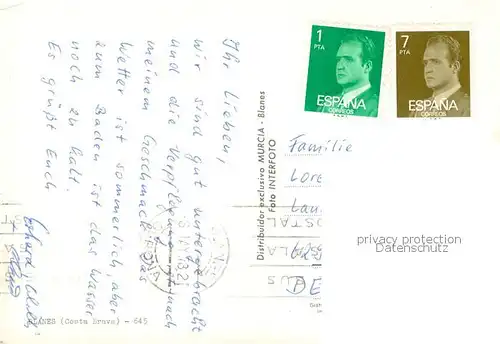 Ihr Lieben,
wir sind gut untergebracht
und die Verpflegung nach
meinem Geschmack. Das
Wetter ist sommerlich, aber
zum Baden ist das Wasser
noch zu kalt.
Es grüßt Euch
BLANES (Costa Brava) - 645
Distribuidor exclusivo MURCIA - Blanes
Foto INTERFOTO
1
PTA
ESPAÑA
CORREOS
7
PTA
ESPAÑA
CORREOS
Familie
privacy protection
Datenschutz